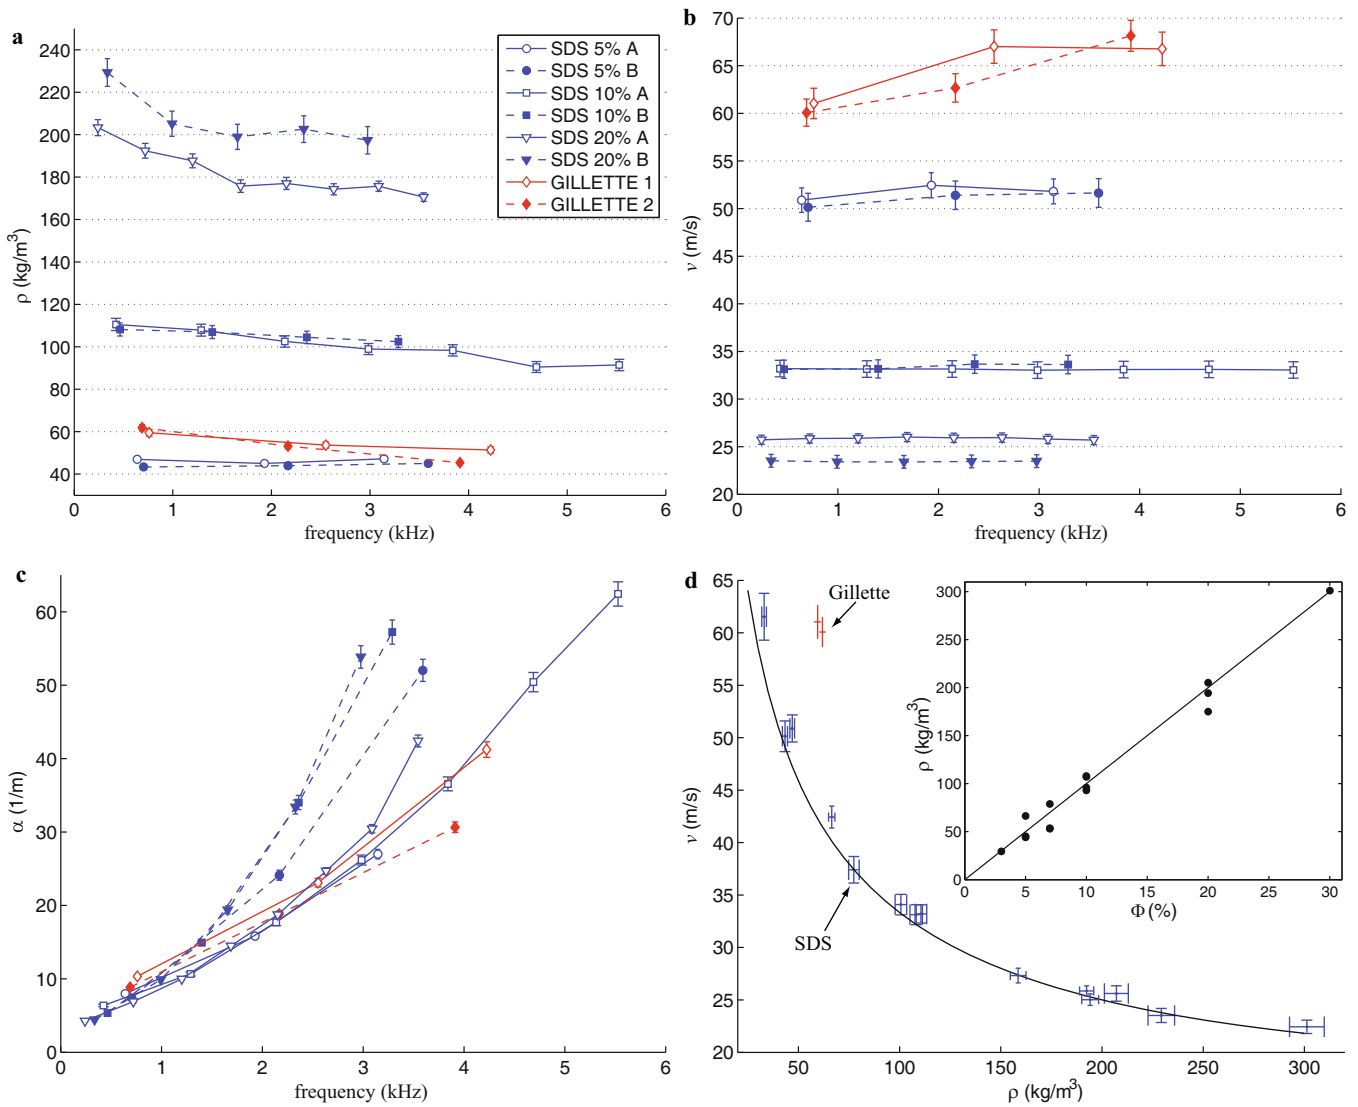 a
240
220
200
180
160
140
120
100
80
60
40
ρ (kg/m³)
0 1 2 3 4 5 6
frequency (kHz)
SDS 5% A
SDS 5% B
SDS 10% A
SDS 10% B
SDS 20% A
SDS 20% B
GILLETTE 1
GILLETTE 2
b
70
65
60
55
50
45
40
35
30
25
20
v (m/s)
0 1 2 3 4 5 6
frequency (kHz)
c
60
50
40
30
20
10
0
α (1/m)
0 1 2 3 4 5 6
frequency (kHz)
d
65
60
55
50
45
40
35
30
25
20
v (m/s)
50 100 150 200 250 300
ρ (kg/m³)
Gillette
SDS
300
250
200
150
100
50
0
ρ (kg/m³)
0 5 10 15 20 25 30
Φ (%)